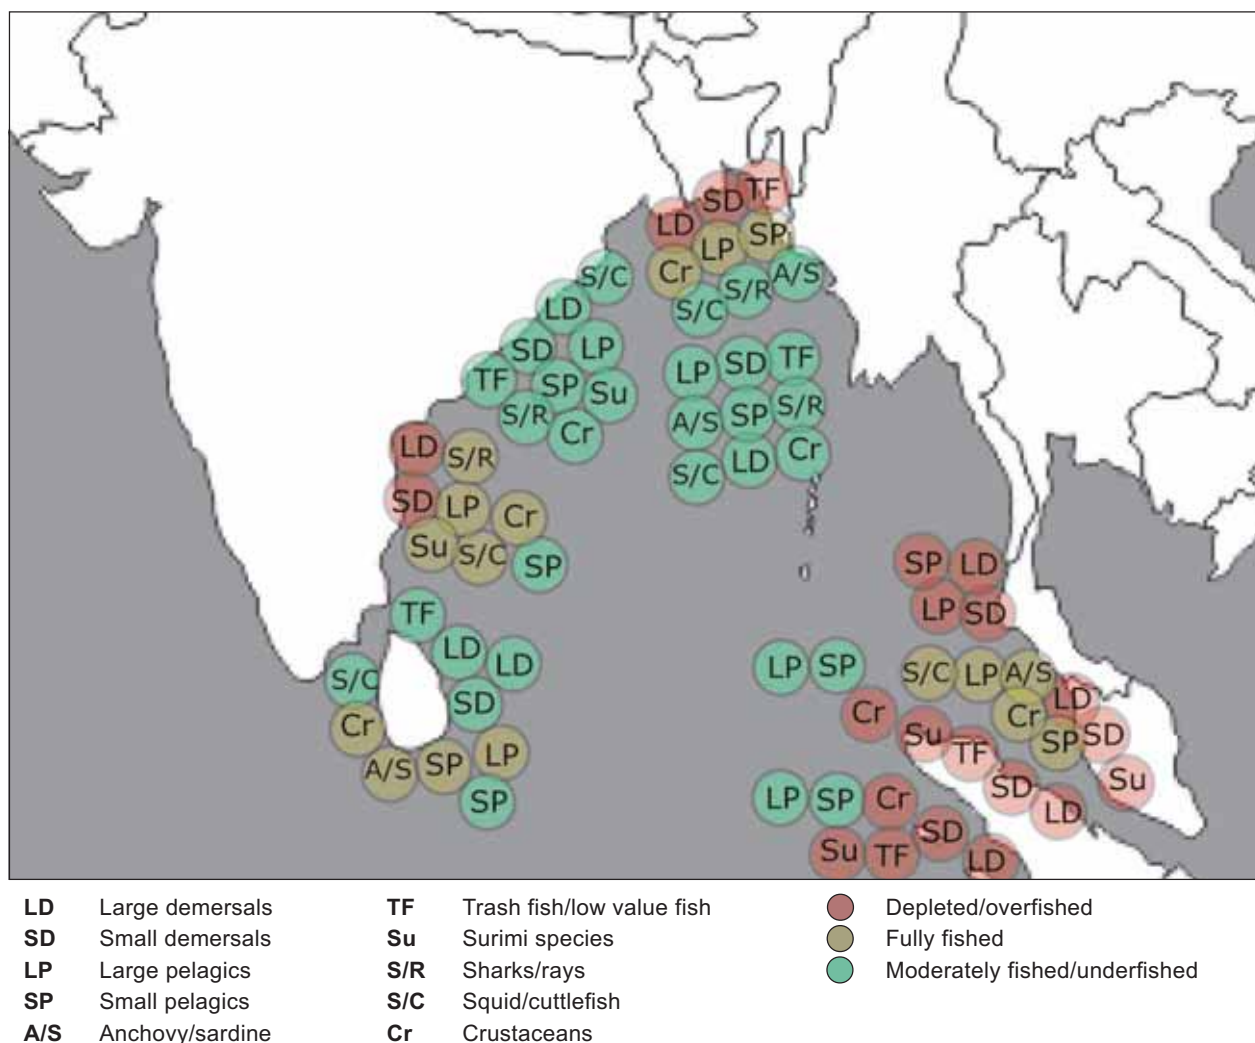 TF
SD
LD
SP
LP
Cr
A/S
S/R
S/C
S/C
LD
SD LP
TF SP Su
S/R Cr
LP SD TF
A/S SP S/R
S/C LD Cr
LD S/R
SD LP Cr
Su S/C SP
SP LD
LP SD
TF
LD LD
S/C SD
Cr
A/S SP LP
SP
LP SP
S/C LP A/S
LD
Cr Cr
Su TF SP SD
SD LD Su
LP SP Cr
SD
Su TF LD
LD Large demersals TF Trash fish/low value fish Depleted/overfished
SD Small demersals Su Surimi species Fully fished
LP Large pelagics S/R Sharks/rays Moderately fished/underfished
SP Small pelagics S/C Squid/cuttlefish
A/S Anchovy/sardine Cr Crustaceans